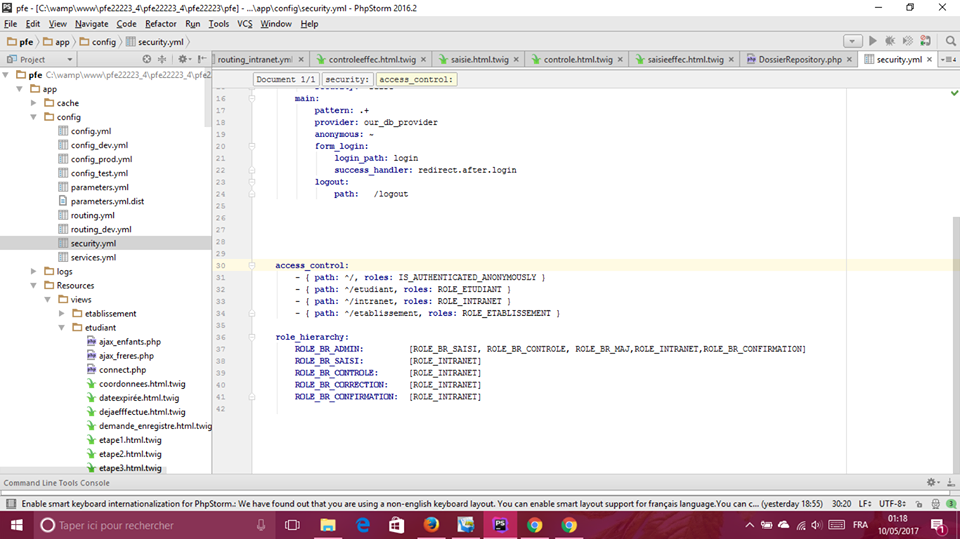 pfe - [C:\wamp\www\pfe22223_4\pfe22223_4\pfe22223\pfe] - ...\app\config\security.yml - PhpStorm 2016.2
File Edit View Navigate Code Refactor Run Tools VCS Window Help
pfe app config security.yml
Project
routing_intranet.yml controleeffec.html.twig saisie.html.twig controle.html.twig saisieeffec.html.twig DossierRepository.php security.yml
pfe C:\wamp\www\pfe22223_4\pfe22223_4\pfe2
app
cache
config
config.yml
config_dev.yml
config_prod.yml
config_test.yml
parameters.yml
parameters.yml.dist
routing.yml
routing_dev.yml
security.yml
services.yml
logs
Resources
views
etablissement
etudiant
ajax_enfants.php
ajax_freres.php
connect.php
coordonnees.html.twig
dateexpirée.html.twig
dejaefffectue.html.twig
demande_enregistre.html.twig
etape1.html.twig
etape2.html.twig
etape3.html.twig
Document 1/1 security: access_control:
16 main:
17 pattern: .+
18 provider: our_db_provider
19 anonymous: ~
20 form_login:
21 login_path: login
22 success_handler: redirect.after.login
23 logout:
24 path: /logout
25
26
27
28
29
30 access_control:
31 - { path: ^/, roles: IS_AUTHENTICATED_ANONYMOUSLY }
32 - { path: ^/etudiant, roles: ROLE_ETUDIANT }
33 - { path: ^/intranet, roles: ROLE_INTRANET }
34 - { path: ^/etablissement, roles: ROLE_ETABLISSEMENT }
35
36 role_hierarchy:
37 ROLE_BR_ADMIN: [ROLE_BR_SAISI, ROLE_BR_CONTROLE, ROLE_BR_MAJ,ROLE_INTRANET,ROLE_BR_CONFIRMATION]
38 ROLE_BR_SAISI: [ROLE_INTRANET]
39 ROLE_BR_CONTROLE: [ROLE_INTRANET]
40 ROLE_BR_CORRECTION: [ROLE_INTRANET]
41 ROLE_BR_CONFIRMATION: [ROLE_INTRANET]
42
Command Line Tools Console
Enable smart keyboard internationalization for PhpStorm.: We have found out that you are using a non-english keyboard layout. You can enable smart layout support for français language.You can c... (yesterday 18:55) 30:20 LF÷ UTF-8÷
Taper ici pour rechercher
FRA
01:18
10/05/2017
1